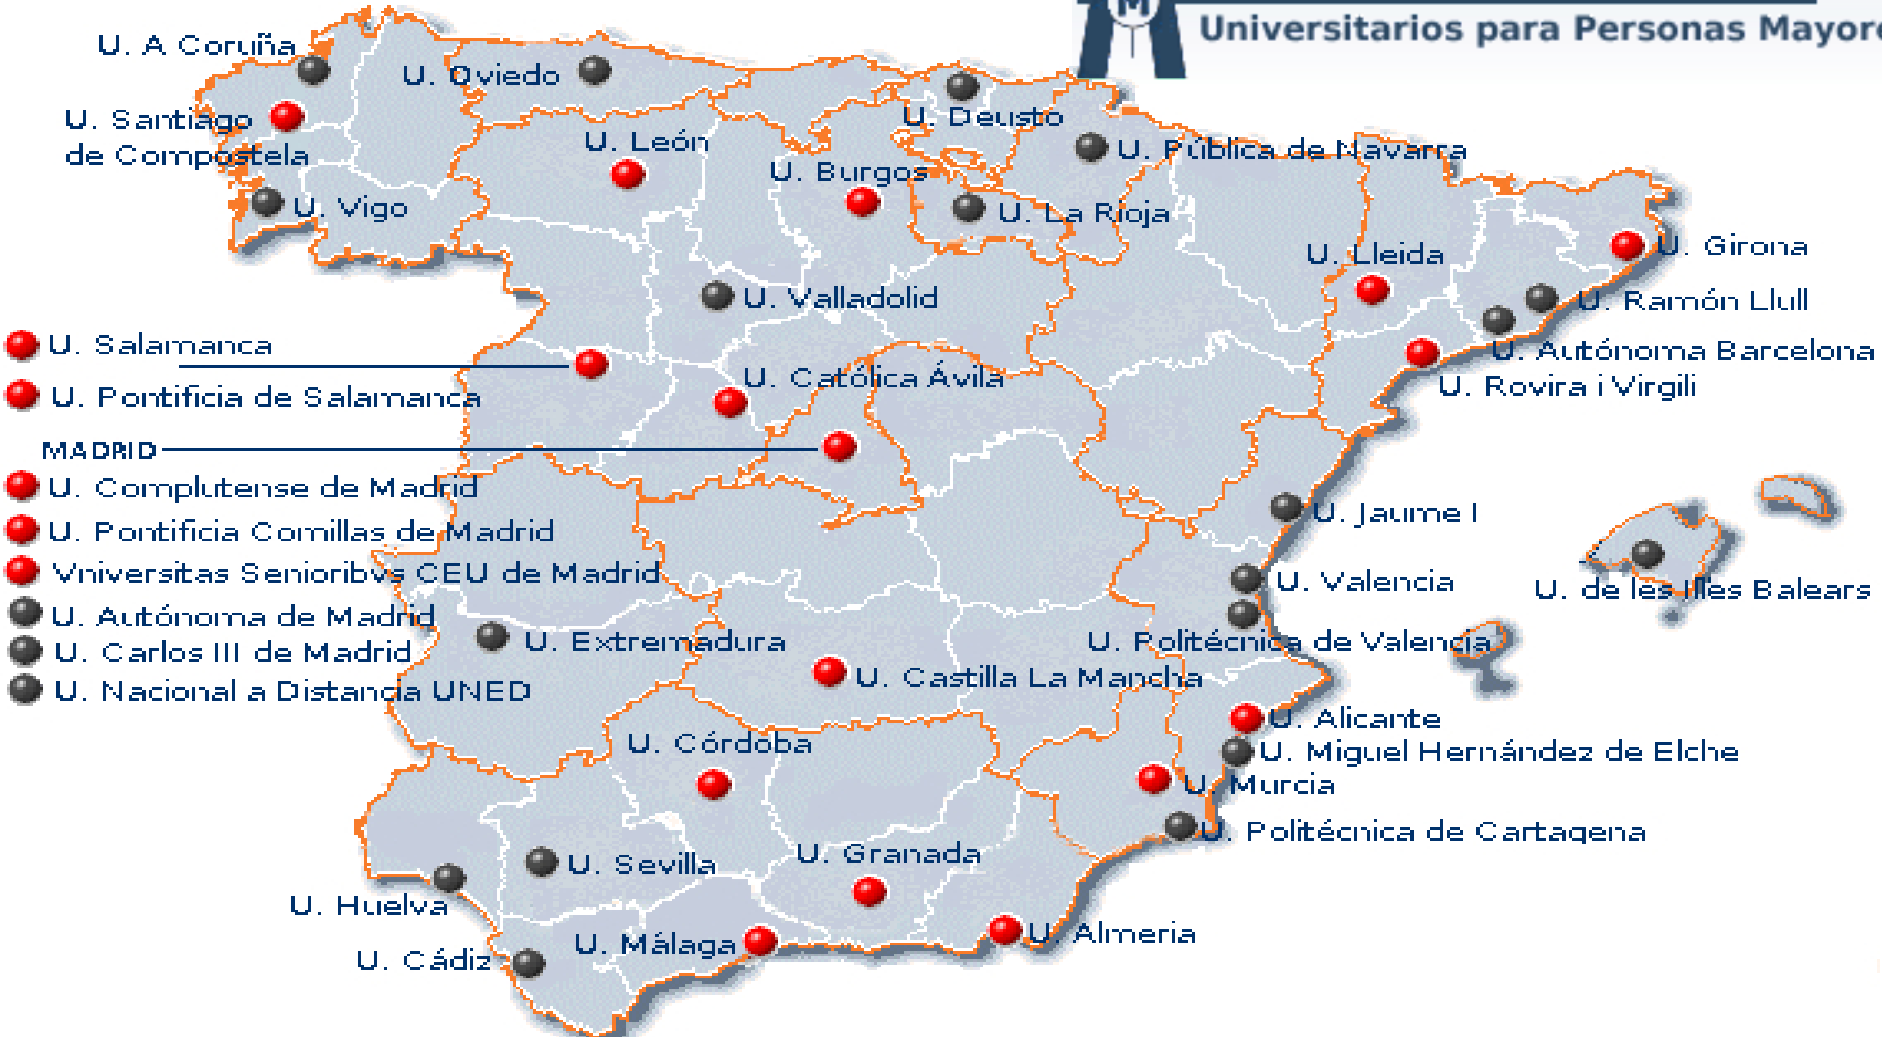 M
Universitarios para Personas Mayore
U. A Coruña
U. Oviedo
U. Deusto
U. Santiago
de Compostela
U. León
U. Pública de Navarra
U. Burgos
U. Vigo
U. La Rioja
U. Lleida
U. Girona
U. Valladolid
U. Ramón Llull
U. Salamanca
U. Autónoma Barcelona
U. Católica Ávila
U. Rovira i Virgili
U. Pontificia de Salamanca
MADRID
U. Complutense de Madrid
U. Jaume I
U. Pontificia Comillas de Madrid
Vniversitas Senioribvs CEU de Madrid
U. Valencia
U. de les Illes Balears
U. Autónoma de Madrid
U. Extremadura
U. Politécnica de Valencia
U. Carlos III de Madrid
U. Castilla La Mancha
U. Nacional a Distancia UNED
U. Alicante
U. Córdoba
U. Miguel Hernández de Elche
U. Murcia
U. Politécnica de Cartagena
U. Granada
U. Sevilla
U. Huelva
U. Almeria
U. Málaga
U. Cádiz